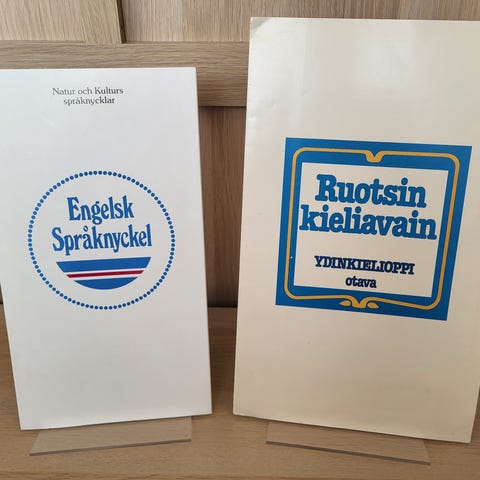 Natur och Kulturs
språknycklar
Engelsk
Språknyckel
Ruotsin
kieliavain
YDINKIELIOPPI
otava